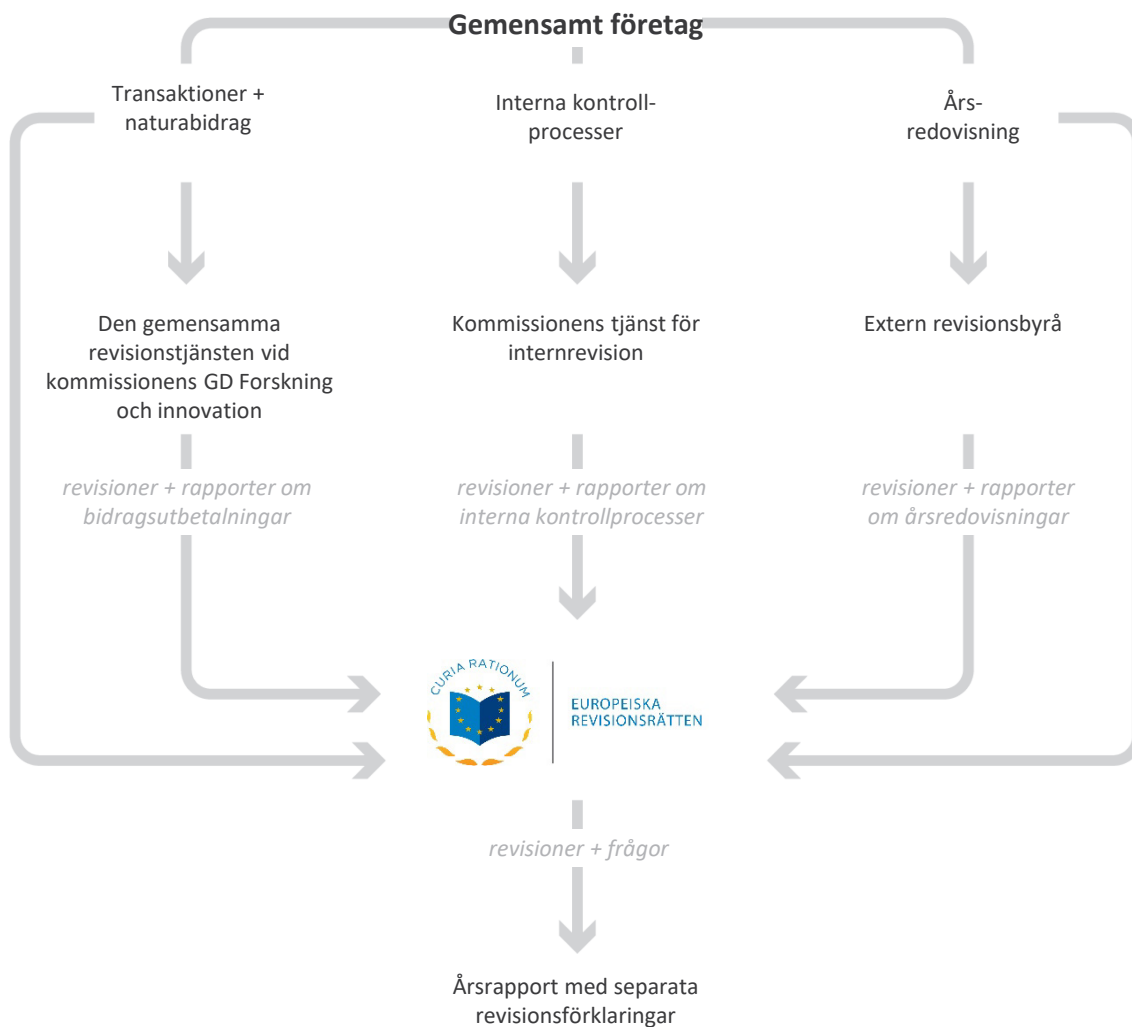 Gemensamt företag
Transaktioner +
naturabidrag
Interna kontroll-
processer
Års-
redovisning
Den gemensamma
revisionstjänsten vid
kommissionens GD Forskning
och innovation
Kommissionens tjänst för
internrevision
Extern revisionsbyrå
revisioner + rapporter om
bidragsutbetalningar
revisioner + rapporter om
interna kontrollprocesser
revisioner + rapporter
om årsredovisningar
CURIA RATIONUM
EUROPEISKA
REVISIONSRÄTTEN
revisioner + frågor
Årsrapport med separata
revisionsförklaringar